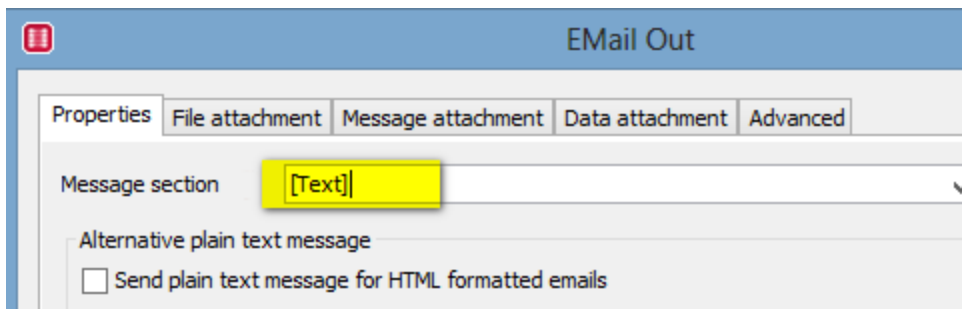 EMail Out
Properties File attachment Message attachment Data attachment Advanced
Message section [Text]
Alternative plain text message
Send plain text message for HTML formatted emails